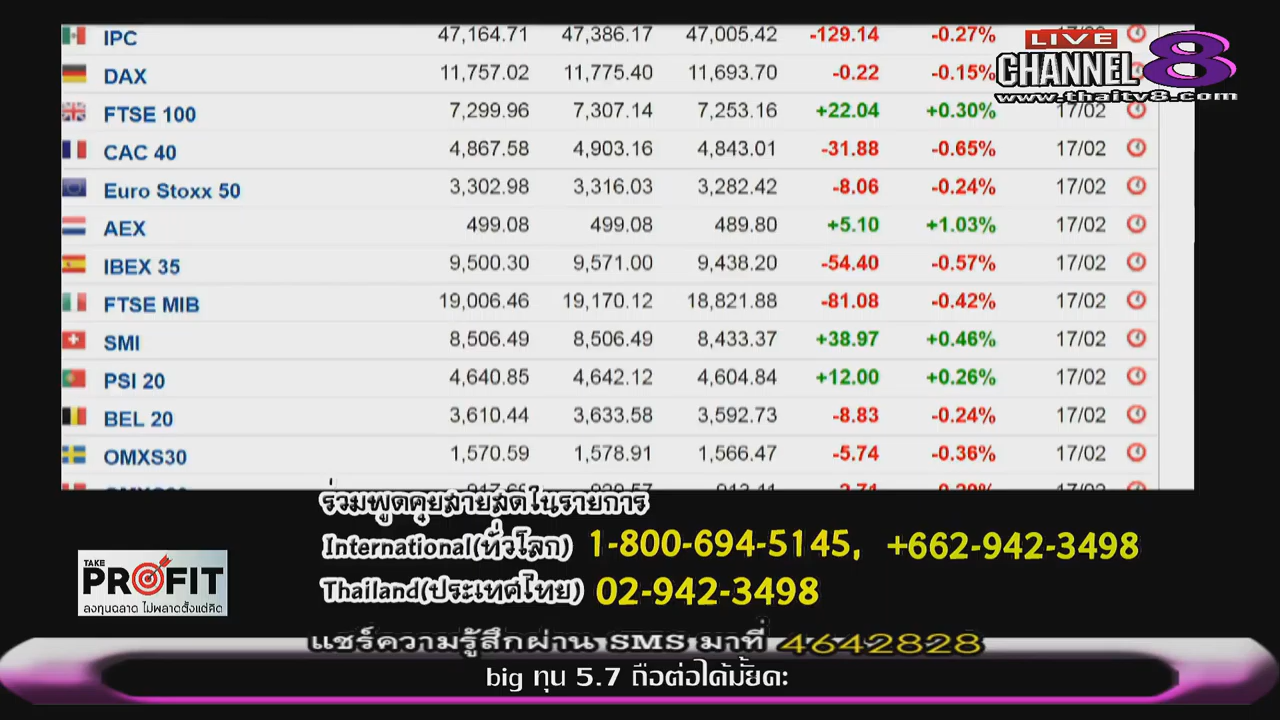 IPC 47,164.71 47,386.17 47,005.42 -129.14 -0.27%
LIVE
CHANNEL 8
www.thaitv8.com
DAX 11,757.02 11,775.40 11,693.70 -0.22 -0.15%
FTSE 100 7,299.96 7,307.14 7,253.16 +22.04 +0.30% 17/02
CAC 40 4,867.58 4,903.16 4,843.01 -31.88 -0.65% 17/02
Euro Stoxx 50 3,302.98 3,316.03 3,282.42 -8.06 -0.24% 17/02
AEX 499.08 499.08 489.80 +5.10 +1.03% 17/02
IBEX 35 9,500.30 9,571.00 9,438.20 -54.40 -0.57% 17/02
FTSE MIB 19,006.46 19,170.12 18,821.88 -81.08 -0.42% 17/02
SMI 8,506.49 8,506.49 8,433.37 +38.97 +0.46% 17/02
PSI 20 4,640.85 4,642.12 4,604.84 +12.00 +0.26% 17/02
BEL 20 3,610.44 3,633.58 3,592.73 -8.83 -0.24% 17/02
OMXS30 1,570.59 1,578.91 1,566.47 -5.74 -0.36% 17/02
ร่วมพูดคุยสายสดในรายการ
International(ทั่วโลก) 1-800-694-5145, +662-942-3498
Thailand(ประเทศไทย) 02-942-3498
TAKE
PROFIT
ลงทุนฉลาด ไม่พลาดตั้งแต่คิด
แชร์ความรู้สึกผ่าน SMS มาที่ 4642828
big ทุน 5.7 ถือต่อได้มั้ยคะ